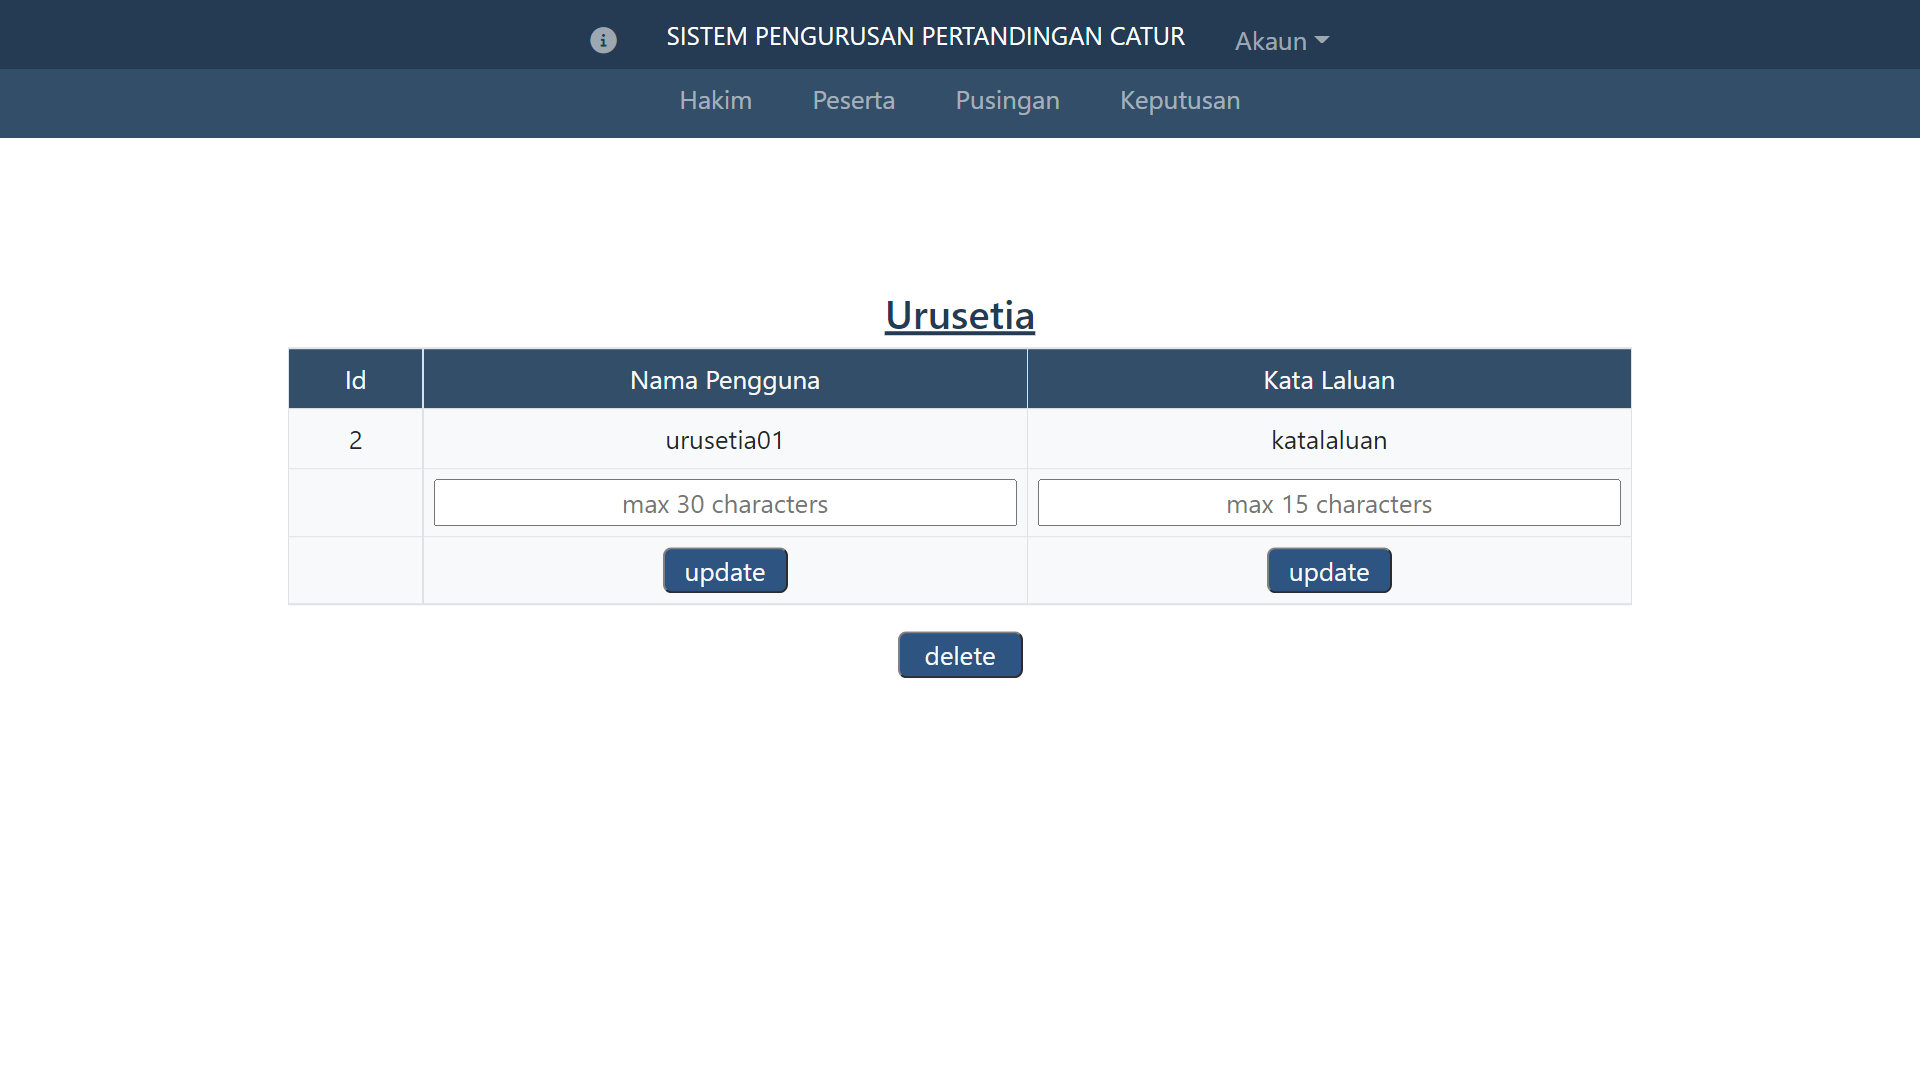 SISTEM PENGURUSAN PERTANDINGAN CATUR Akaun
Hakim Peserta Pusingan Keputusan
Urusetia
Id Nama Pengguna Kata Laluan
2 urusetia01 katalaluan
max 30 characters max 15 characters
update update
delete